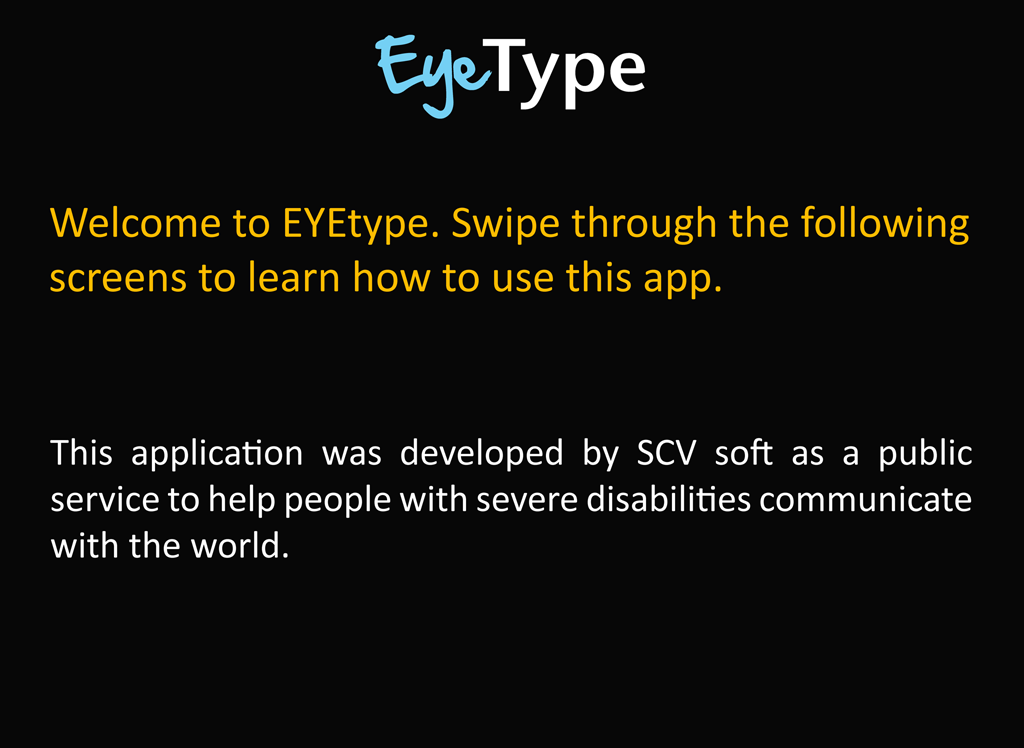 EyeType
Welcome to EYEtype. Swipe through the following
screens to learn how to use this app.
This application was developed by SCV soft as a public
service to help people with severe disabilities communicate
with the world.